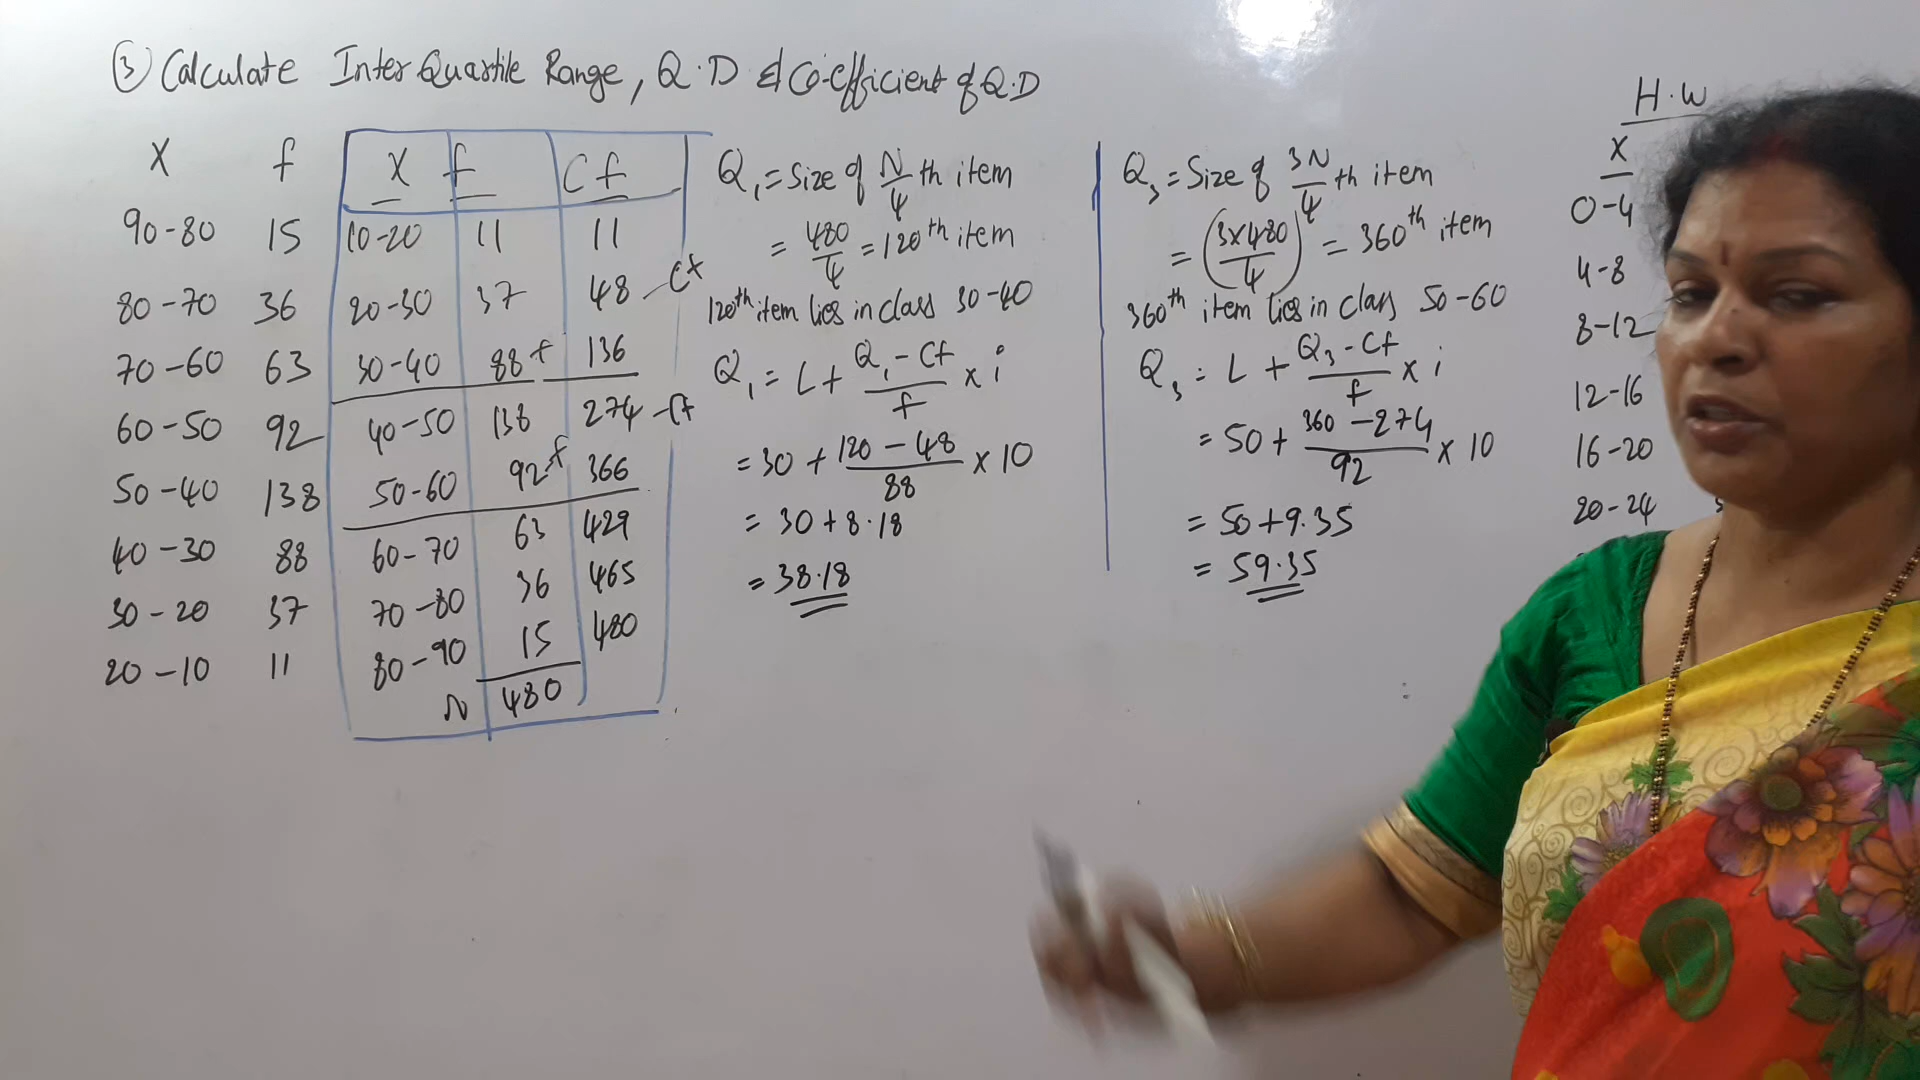 ③ Calculate Inter Quartile Range, Q.D & Co-efficient of Q.D
X f
90-80 15
80-70 36
70-60 63
60-50 92
50-40 138
40-30 88
30-20 37
20-10 11
X f Cf
10-20 11 11
20-30 37 48 - Cf
30-40 88 f 136
40-50 138 274 - Cf
50-60 92 f 366
60-70 63 429
70-80 36 465
80-90 15 480
N 480
Q₁ = Size of N/4 th item
= 480/4 = 120th item
120th item lies in class 30-40
Q₁ = L + Q₁ - Cf/f x i
= 30 + 120 - 48/88 x 10
= 30 + 8.18
= 38.18
Q₃ = Size of 3N/4 th item
= (3x480/4) = 360th item
360th item lies in class 50-60
Q₃ = L + Q₃ - Cf/f x i
= 50 + 360 - 274/92 x 10
= 50 + 9.35
= 59.35
H.W
X
0-4
4-8
8-12
12-16
16-20
20-24